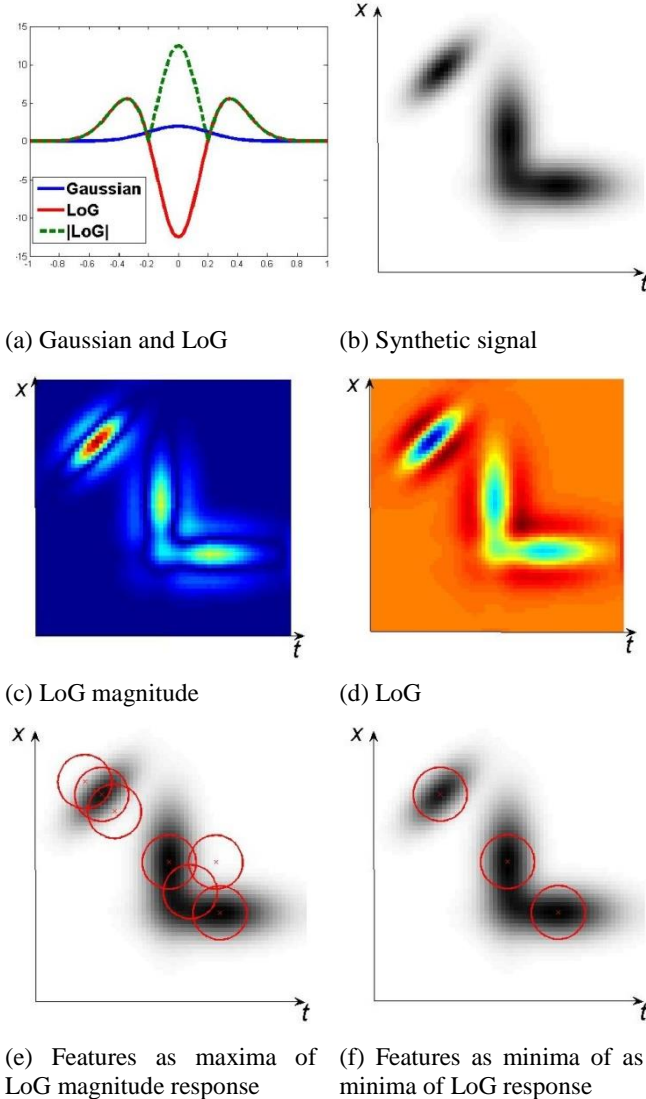 15
10
5
0
-5
-10
-15
-1 -0.8 -0.6 -0.4 -0.2 0 0.2 0.4 0.6 0.8 1
Gaussian
LoG
|LoG|
x
t
(a) Gaussian and LoG
(b) Synthetic signal
x
t
x
t
(c) LoG magnitude
(d) LoG
x
t
x
t
(e) Features as maxima of
LoG magnitude response
(f) Features as minima of as
minima of LoG response